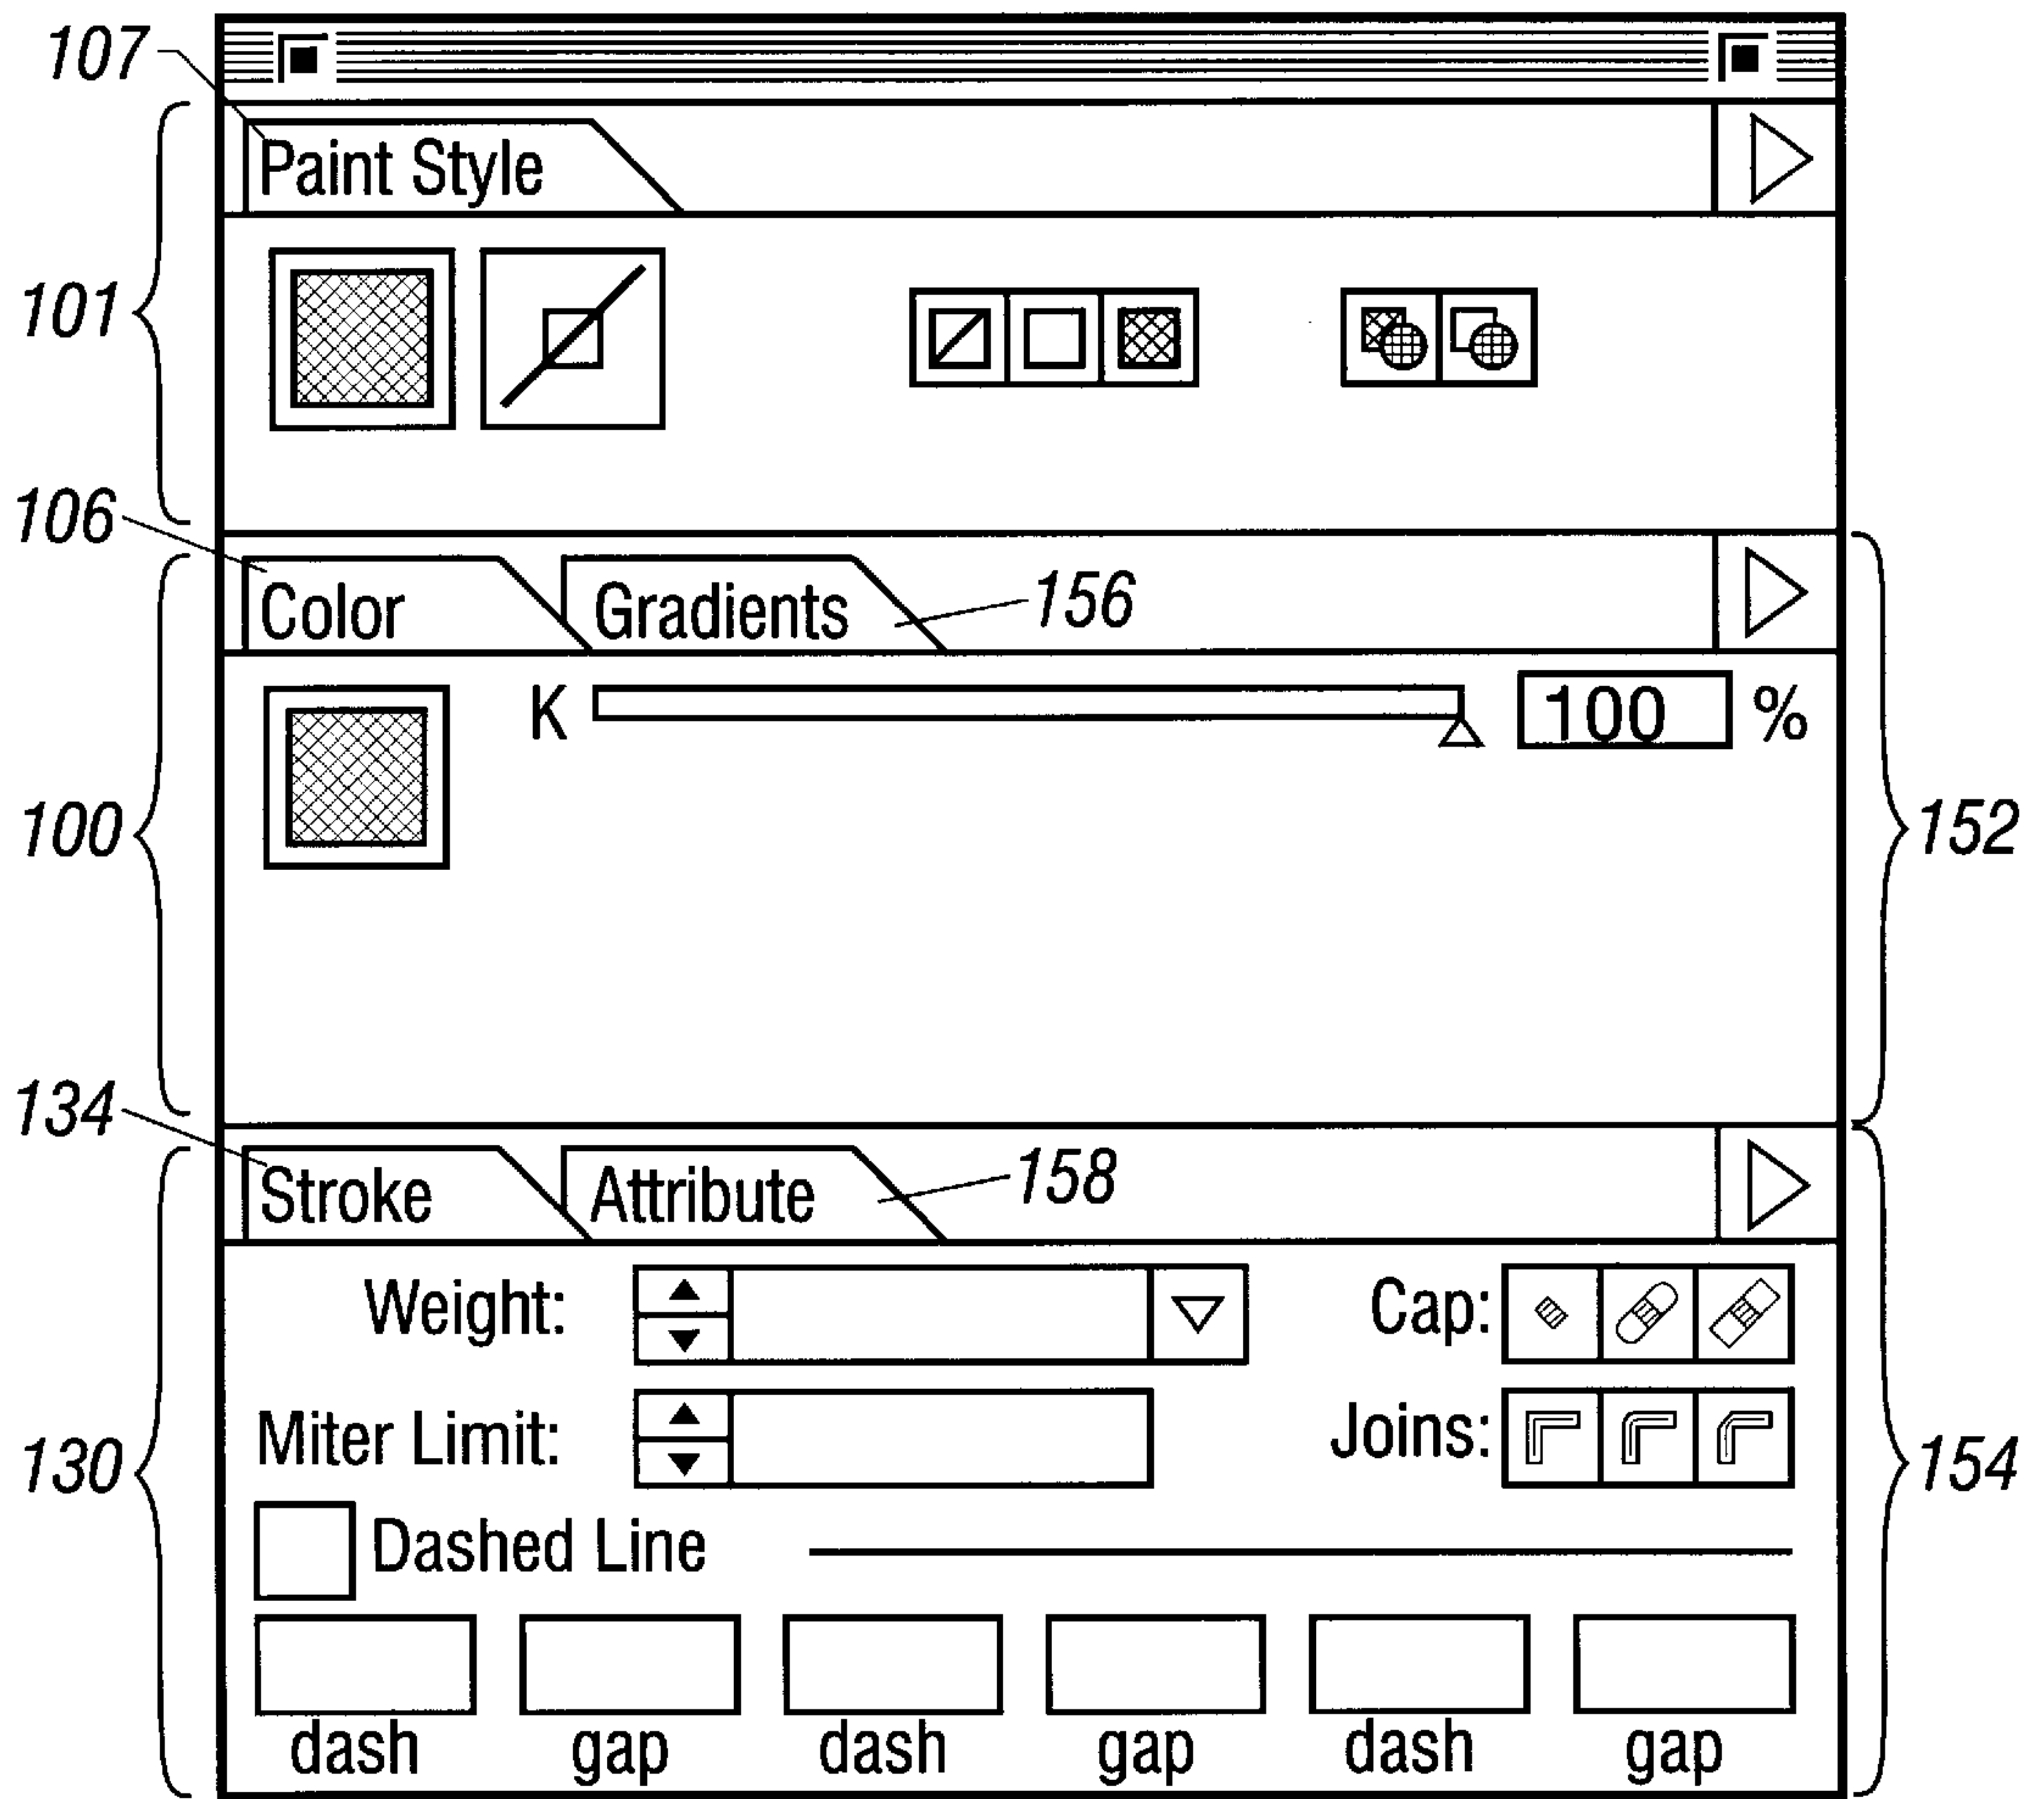 107
Paint Style
101
106
Color
Gradients
156
K
100
%
100
152
134
Stroke
Attribute
158
Weight:
Cap:
Miter Limit:
Joins:
130
154
Dashed Line
dash gap dash gap dash gap